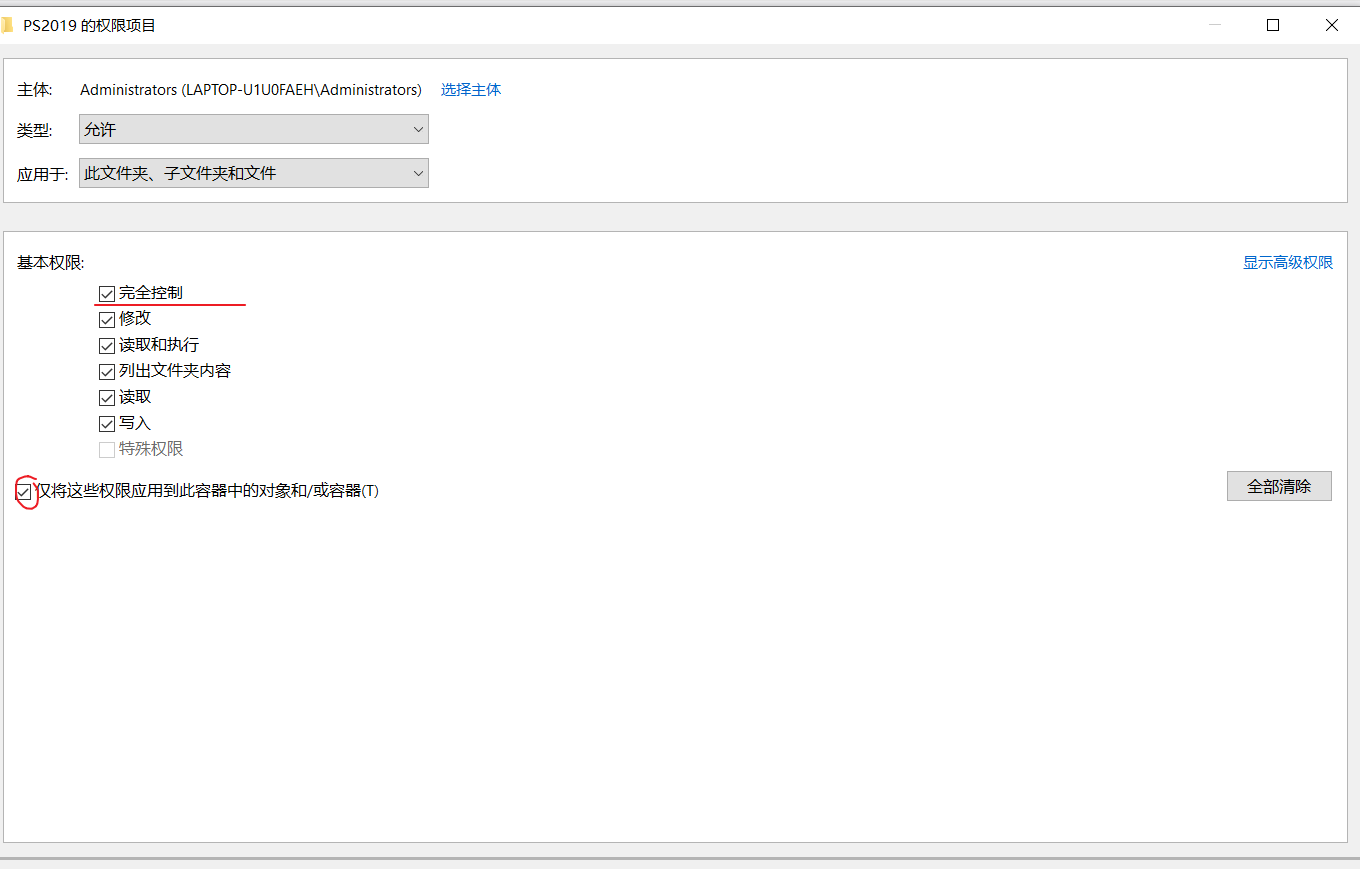 PS2019 的权限项目
主体: Administrators (LAPTOP-U1U0FAEH\Administrators) 选择主体
类型: 允许
应用于: 此文件夹、子文件夹和文件
基本权限: 显示高级权限
完全控制
修改
读取和执行
列出文件夹内容
读取
写入
特殊权限
仅将这些权限应用到此容器中的对象和/或容器(T) 全部清除